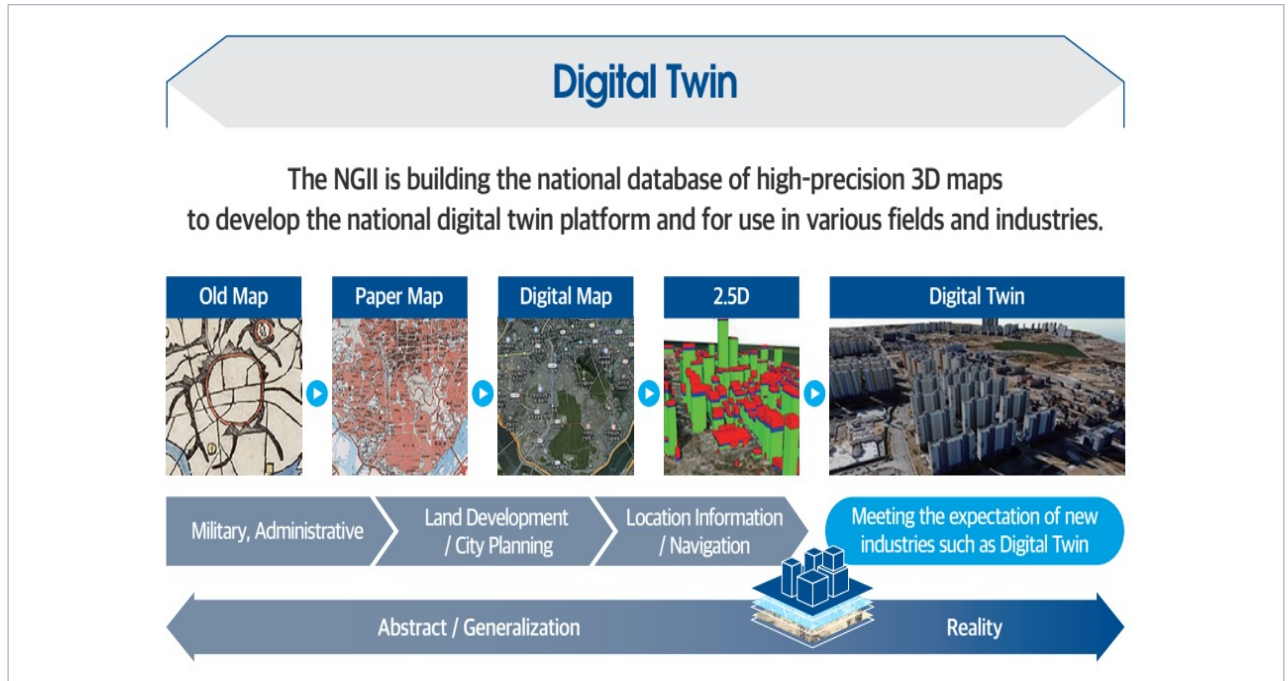 Digital Twin
The NGII is building the national database of high-precision 3D maps
to develop the national digital twin platform and for use in various fields and industries.
Old Map
Paper Map
Digital Map
2.5D
Digital Twin
Military, Administrative
Land Development
/ City Planning
Location Information
/ Navigation
Meeting the expectation of new
industries such as Digital Twin
Abstract / Generalization
Reality